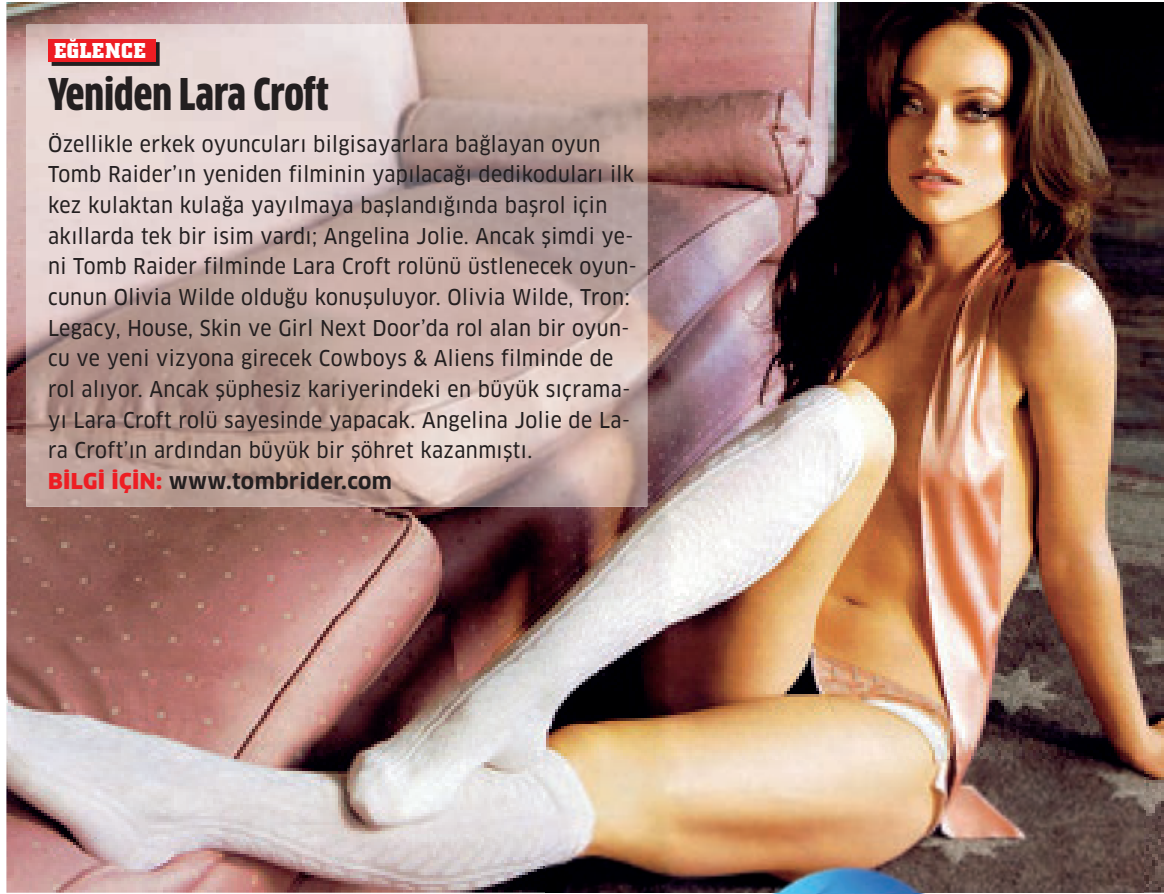 EĞLENCE
Yeniden Lara Croft
Özellikle erkek oyuncuları bilgisayarlara bağlayan oyun
Tomb Raider'ın yeniden filminin yapılacağı dedikoduları ilk
kez kulaktan kulağa yayılmaya başlandığında başrol için
akıllarda tek bir isim vardı; Angelina Jolie. Ancak şimdi ye-
ni Tomb Raider filminde Lara Croft rolünü üstlenecek oyun-
cunun Olivia Wilde olduğu konuşuluyor. Olivia Wilde, Tron:
Legacy, House, Skin ve Girl Next Door'da rol alan bir oyun-
cu ve yeni vizyona girecek Cowboys & Aliens filminde de
rol alıyor. Ancak şüphesiz kariyerindeki en büyük sıçrama-
yı Lara Croft rolü sayesinde yapacak. Angelina Jolie de La-
ra Croft'ın ardından büyük bir şöhret kazanmıştı.
BİLGİ İÇİN: www.tombrider.com